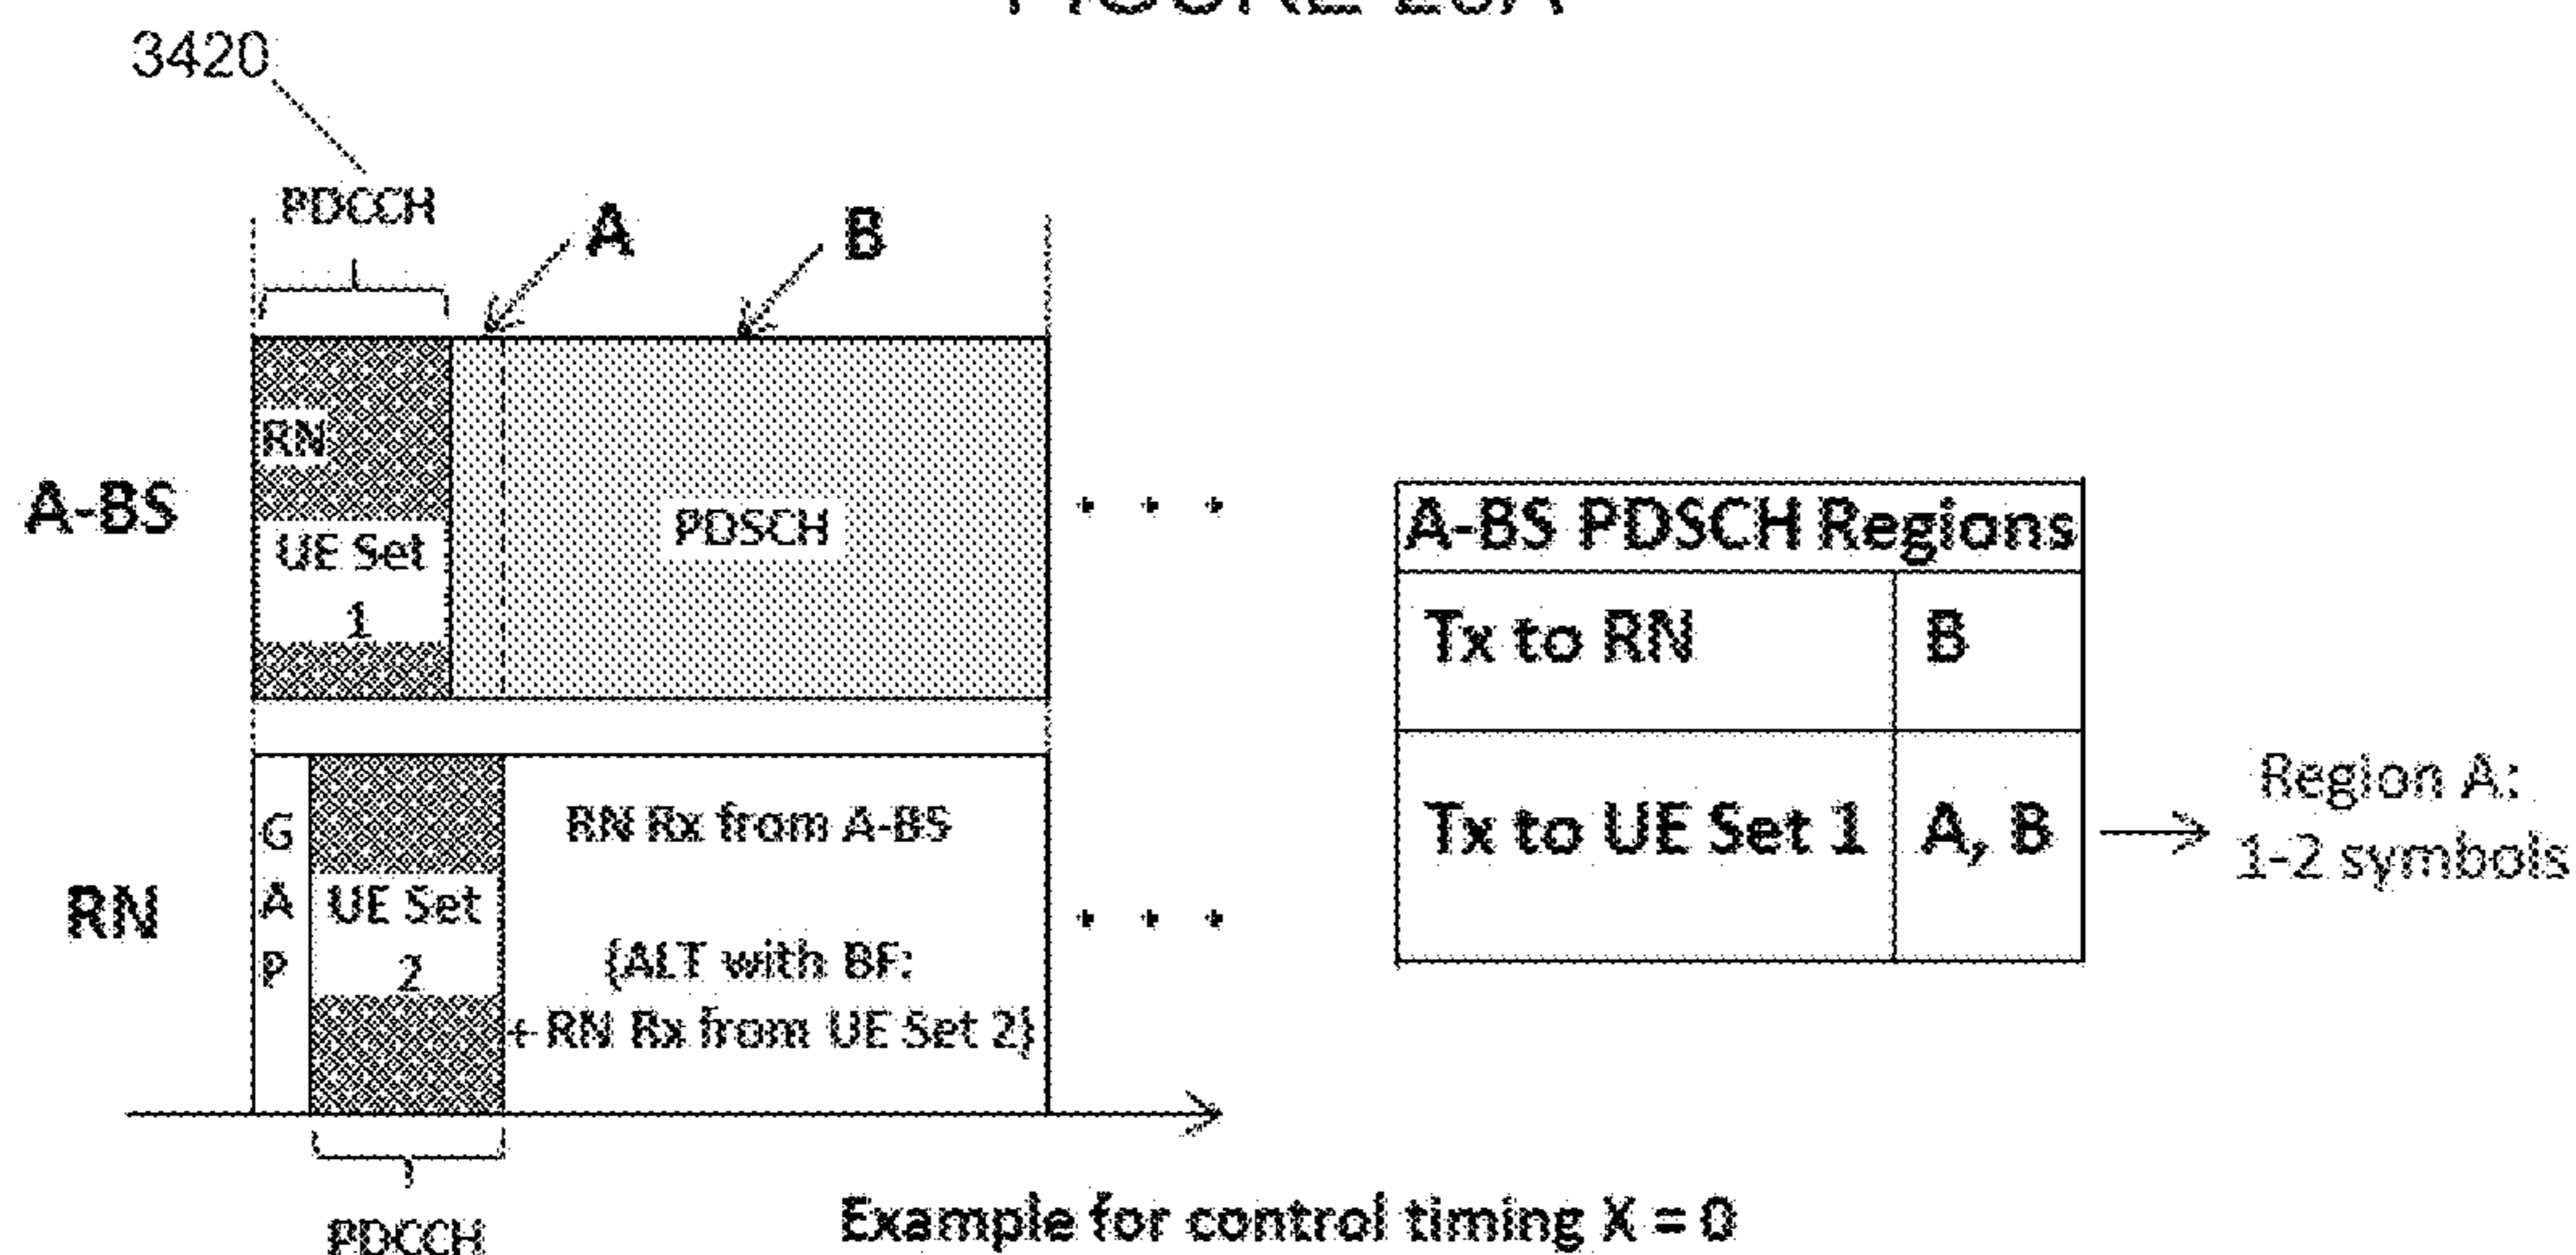 3420
PDCCH
A
B
RN
UE Set
1
PDSCH
A-BS
. . .
G
A
P
UE Set
2
RN Rx from A-BS
(ALT with BF:
+ RN Rx from UE Set 2)
RN
. . .
PDCCH
A-BS PDSCH Regions
Tx to RN
B
Tx to UE Set 1
A, B
Region A:
1-2 symbols
Example for control timing X = 0